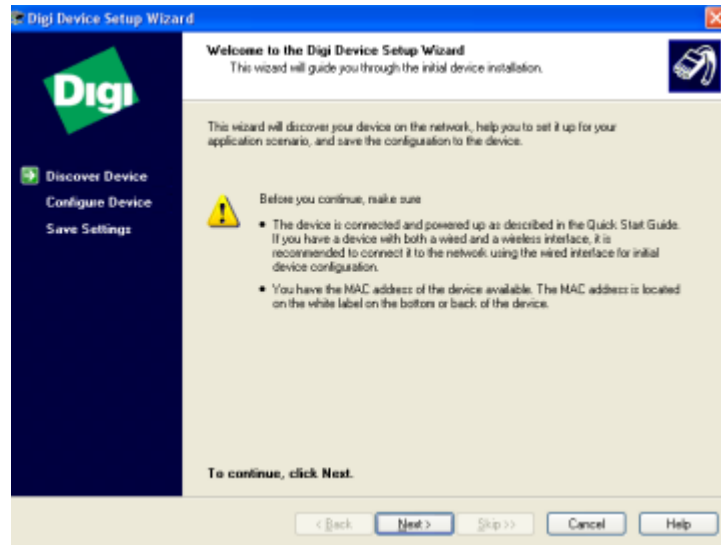 Digi Device Setup Wizard
Digi
Discover Device
Configure Device
Save Settings
Welcome to the Digi Device Setup Wizard
This wizard will guide you through the initial device installation.
This wizard will discover your device on the network, help you to set it up for your
application scenario, and save the configuration to the device.
Before you continue, make sure
• The device is connected and powered up as described in the Quick Start Guide.
If you have a device with both a wired and a wireless interface, it is
recommended to connect it to the network using the wired interface for initial
device configuration.
• You have the MAC address of the device available. The MAC address is located
on the white label on the bottom or back of the device.
To continue, click Next.
< Back
Next >
Skip >>
Cancel
Help